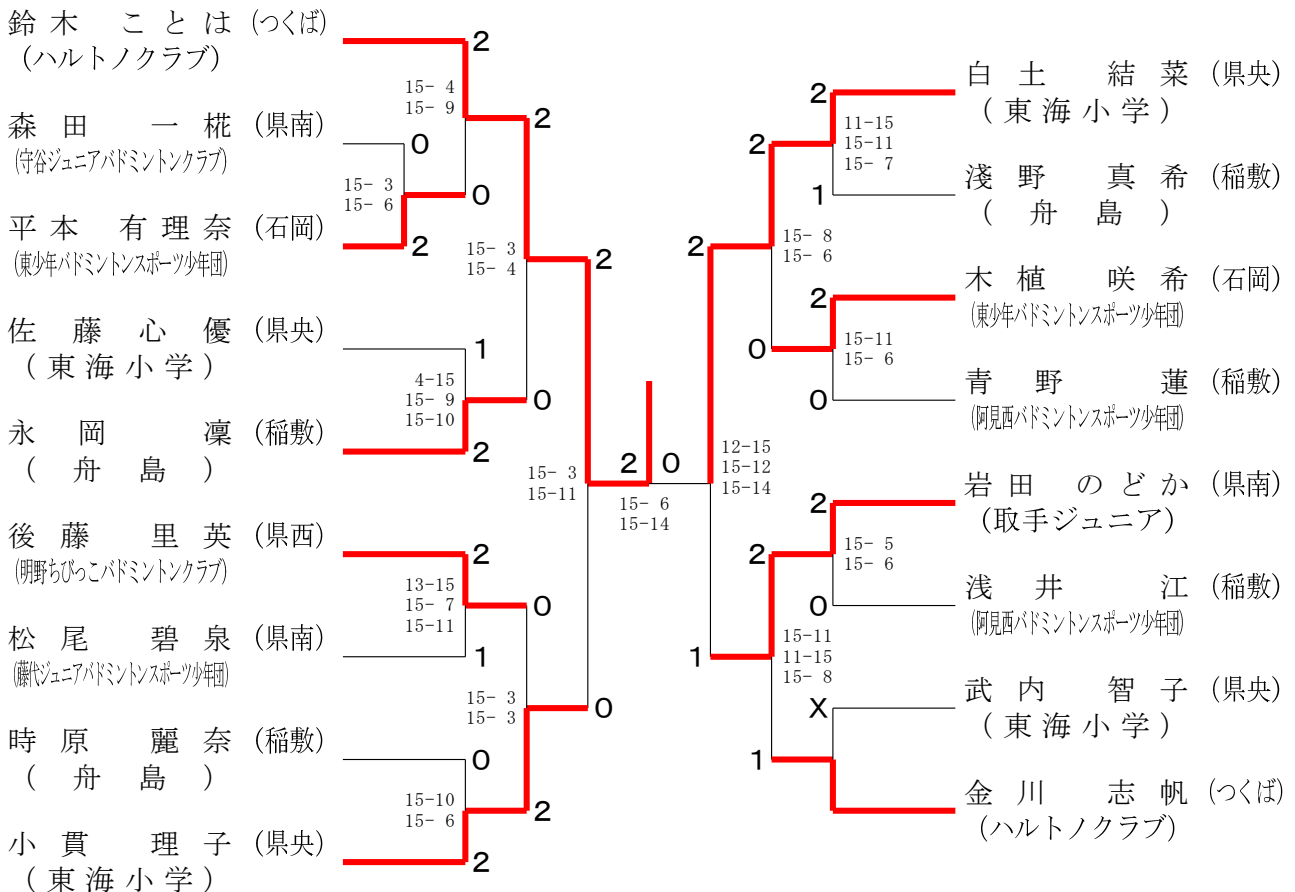 鈴木 ことは (つくば)
(ハルトノクラブ)
森田 一椛 (県南)
(守谷ジュニアバドミントンクラブ)
平本 有理奈 (石岡)
(東少年バドミントンスポーツ少年団)
佐藤 心優 (県央)
(東海小学)
永岡 凜 (稲敷)
(舟島)
後藤 里英 (県西)
(明野ちびっこバドミントンクラブ)
松尾 碧泉 (県南)
(藤代ジュニアバドミントンスポーツ少年団)
時原 麗奈 (稲敷)
(舟島)
小貫 理子 (県央)
(東海小学)
2
15- 4
15- 9
0
15- 3
15- 6
2
0
2
15- 3
15- 4
1
4-15
15- 9
15-10
2
0
2
15- 3
15-11
2
13-15
15- 7
15-11
1
0
15- 3
15- 3
0
15-10
15- 6
2
2
0
2 0
15- 6
15-14
2
12-15
15-12
15-14
1
2
15- 8
15- 6
0
2
11-15
15-11
15- 7
1
2
15-11
15- 6
0
2
15-11
11-15
15- 8
1
2
15- 5
15- 6
0
X
白土 結菜 (県央)
(東海小学)
淺野 真希 (稲敷)
(舟島)
木植 咲希 (石岡)
(東少年バドミントンスポーツ少年団)
青野 蓮 (稲敷)
(阿見西バドミントンスポーツ少年団)
岩田 のどか (県南)
(取手ジュニア)
浅井 江 (稲敷)
(阿見西バドミントンスポーツ少年団)
武内 智子 (県央)
(東海小学)
金川 志帆 (つくば)
(ハルトノクラブ)